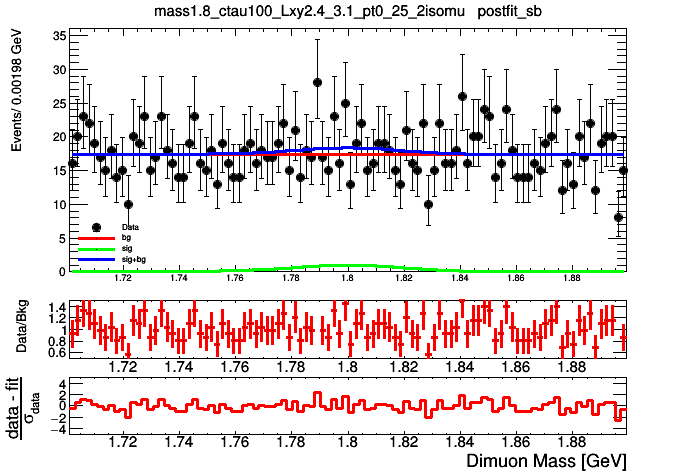 mass1.8_ctau100_Lxy2.4_3.1_pt0_25_2isomu postfit_sb
Events/ 0.00198 GeV
35
30
25
20
15
10
5
0
Data
bg
sig
sig+bg
1.72 1.74 1.76 1.78 1.8 1.82 1.84 1.86 1.88
Data/Bkg
1.4
1.2
1.0
0.8
0.6
1.72 1.74 1.76 1.78 1.8 1.82 1.84 1.86 1.88
data - fit
σdata
4
2
0
−2
−4
1.72 1.74 1.76 1.78 1.8 1.82 1.84 1.86 1.88
Dimuon Mass [GeV]